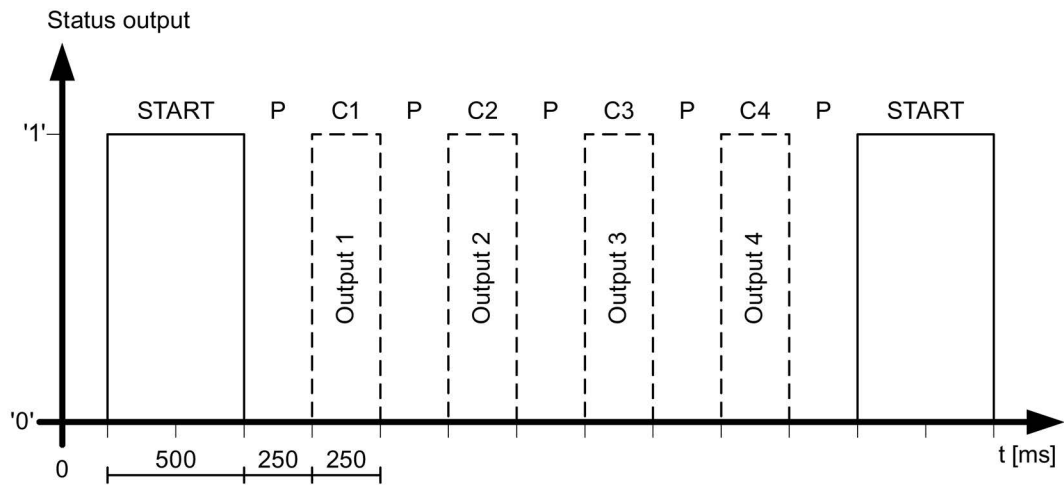 Status output
START P C1 P C2 P C3 P C4 P START
'1'
Output 1
Output 2
Output 3
Output 4
'0'
0
500 250 250
t [ms]